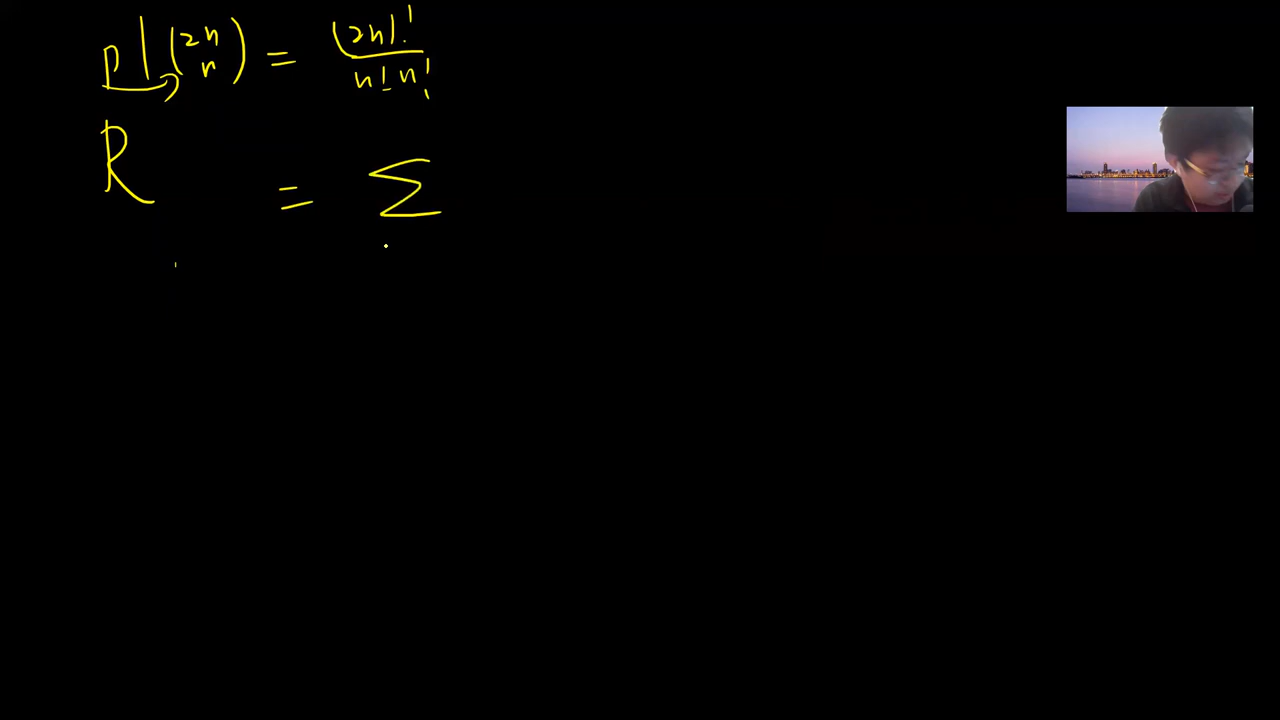 p | (2n n) = (2n)! / n! n!
R = Σ